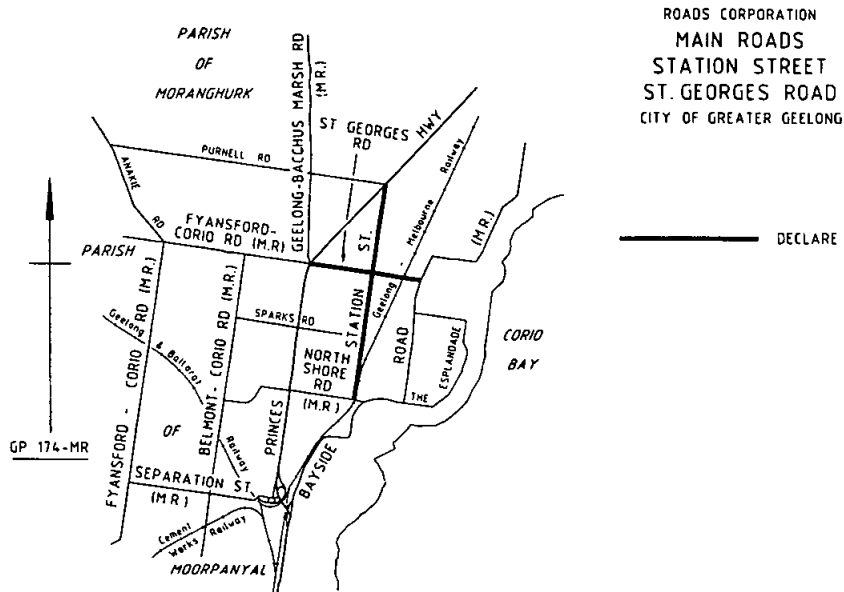 ROADS CORPORATION
MAIN ROADS
STATION STREET
ST. GEORGES ROAD
CITY OF GREATER GEELONG
DECLARE
PARISH
OF
MORANGHURK
GEELONG-BACCHUS MARSH RD
(M.R.)
ST GEORGES
RD
HWY
Railway
Melbourne
Geelong
PURNELL RD
ANAKIE
RD
FYANSFORD-
CORIO RD (M.R)
PARISH
STATION ST.
(M.R.)
SPARKS RD
Geelong
& Ballarat
Railway
FYANSFORD - CORIO RD (M.R.)
BELMONT- CORIO RD (M.R.)
NORTH
SHORE
RD
(M.R.)
ROAD
THE
ESPLANDADE
CORIO
BAY
OF
PRINCES
BAYSIDE
GP 174-MR
SEPARATION ST.
(M R)
Cement
Works Railway
MOORPANYAL